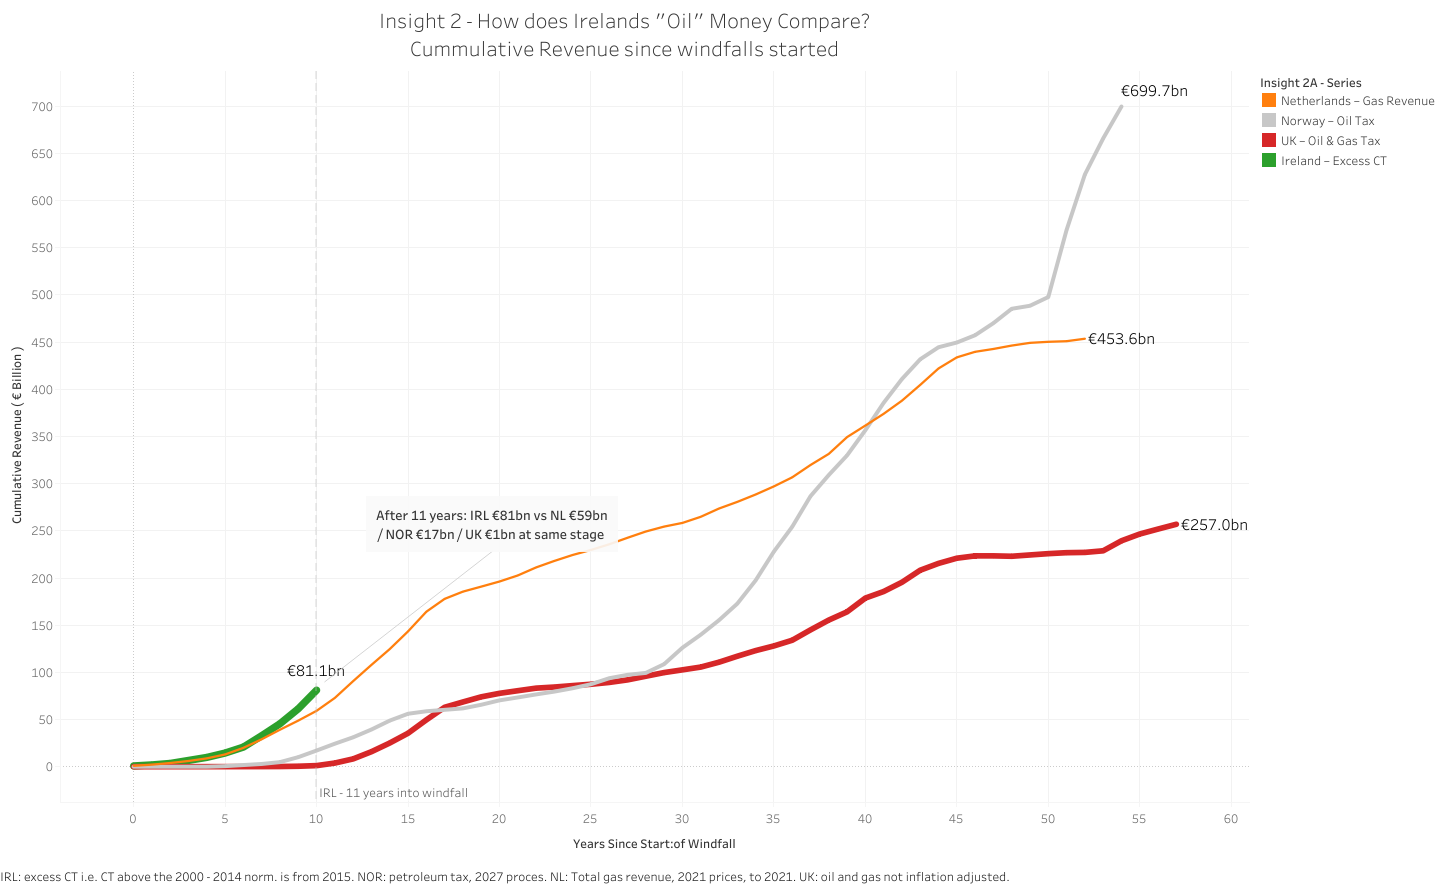 Insight 2 - How does Irelands "Oil" Money Compare?
Cummulative Revenue since windfalls started
Insight 2A - Series
Netherlands – Gas Revenue
Norway – Oil Tax
UK – Oil & Gas Tax
Ireland – Excess CT
Cumulative Revenue ( € Billion )
700
650
600
550
500
450
400
350
300
250
200
150
100
50
0
€699.7bn
€453.6bn
€257.0bn
After 11 years: IRL €81bn vs NL €59bn
/ NOR €17bn / UK €1bn at same stage
€81.1bn
IRL - 11 years into windfall
0 5 10 15 20 25 30 35 40 45 50 55 60
Years Since Start:of Windfall
IRL: excess CT i.e. CT above the 2000 - 2014 norm. is from 2015. NOR: petroleum tax, 2027 proces. NL: Total gas revenue, 2021 prices, to 2021. UK: oil and gas not inflation adjusted.